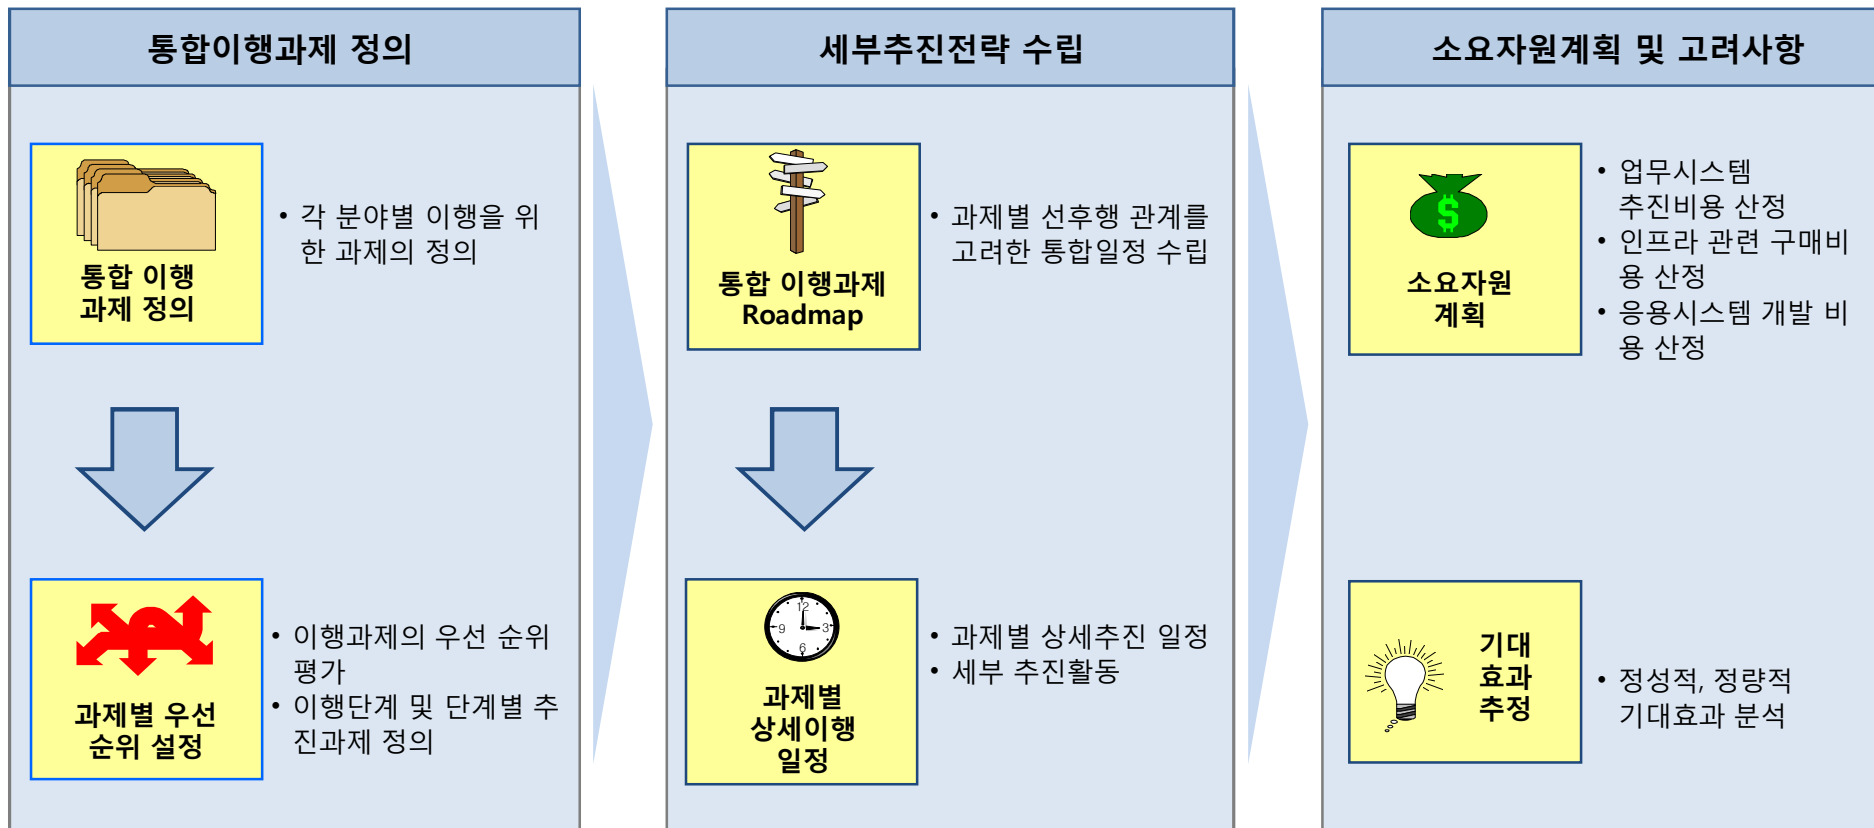 통합이행과제 정의
통합 이행
과제 정의
• 각 분야별 이행을 위
한 과제의 정의
과제별 우선
순위 설정
• 이행과제의 우선 순위
평가
• 이행단계 및 단계별 추
진과제 정의
세부추진전략 수립
통합 이행과제
Roadmap
• 과제별 선후행 관계를
고려한 통합일정 수립
12
9
3
6
과제별
상세이행
일정
• 과제별 상세추진 일정
• 세부 추진활동
소요자원계획 및 고려사항
$
소요자원
계획
• 업무시스템
추진비용 산정
• 인프라 관련 구매비
용 산정
• 응용시스템 개발 비
용 산정
기대
효과
추정
• 정성적, 정량적
기대효과 분석